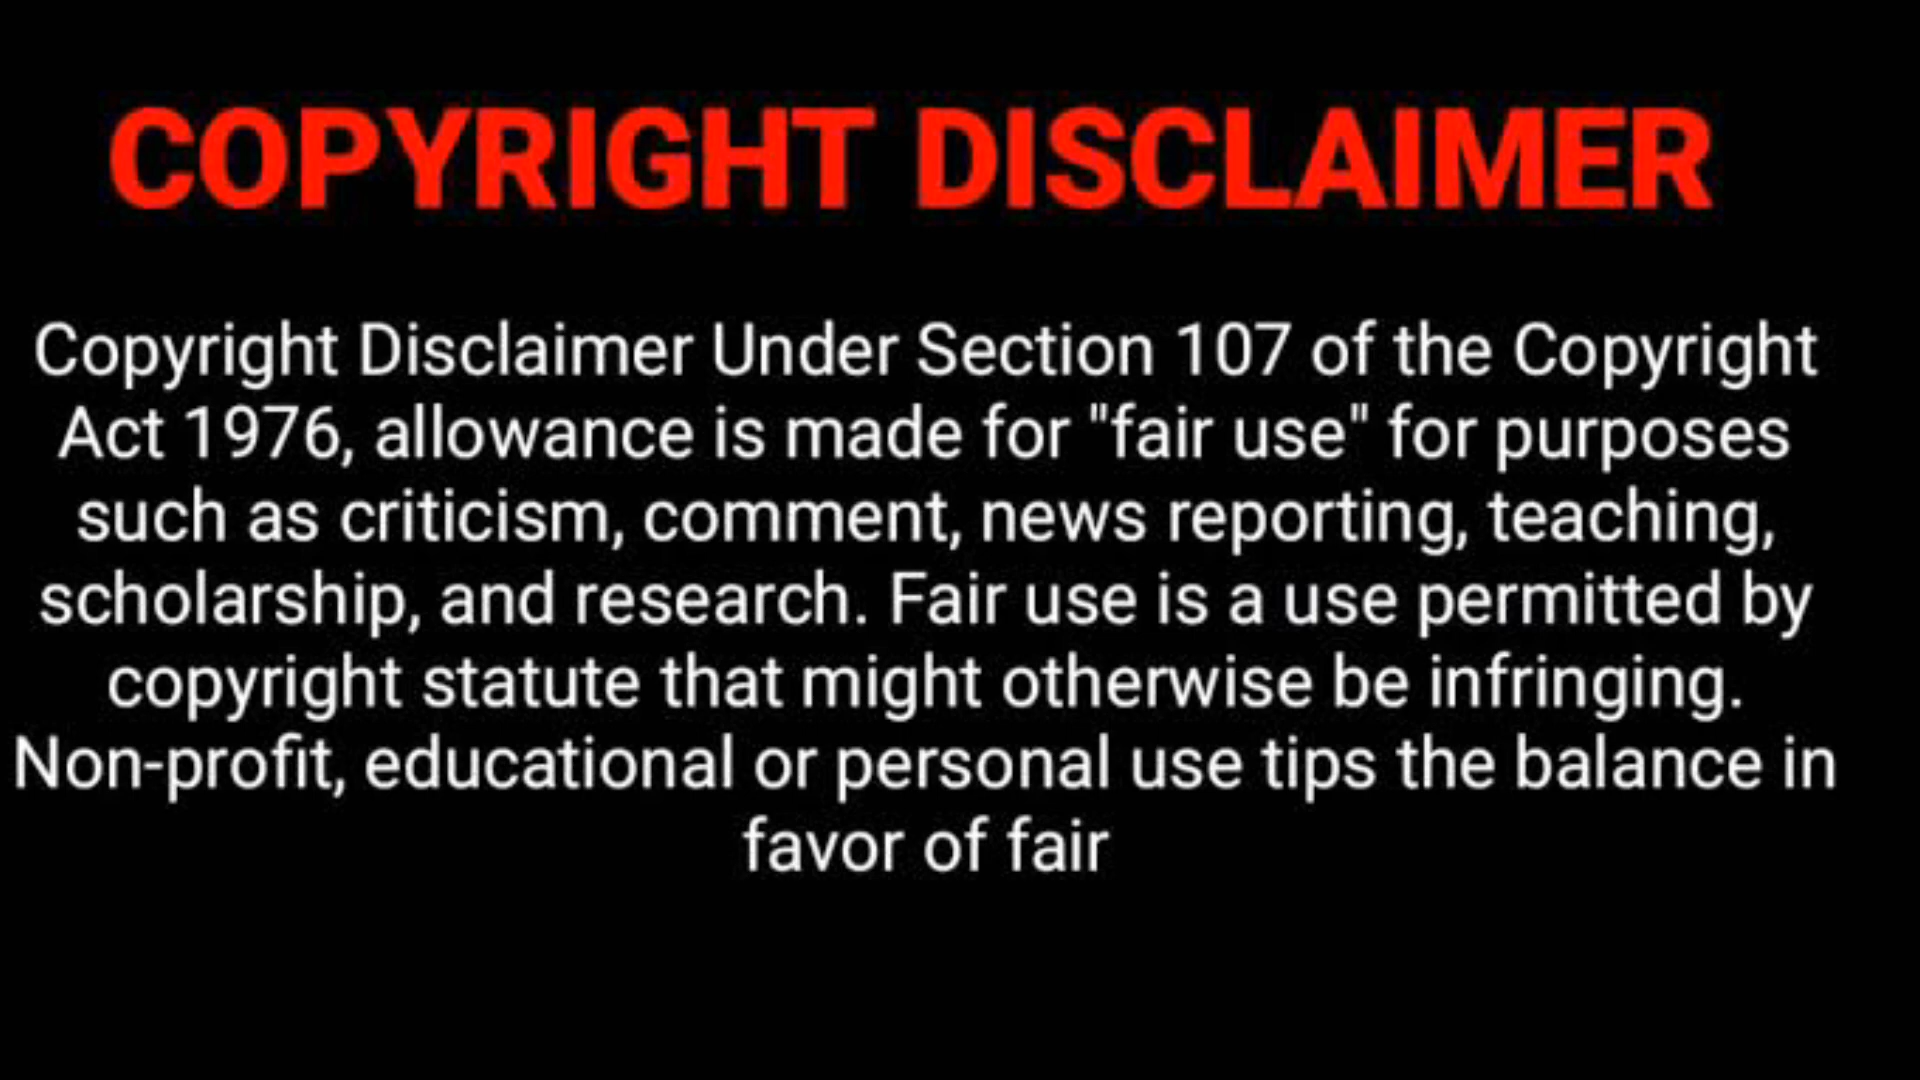 COPYRIGHT DISCLAIMER
Copyright Disclaimer Under Section 107 of the Copyright
Act 1976, allowance is made for "fair use" for purposes
such as criticism, comment, news reporting, teaching,
scholarship, and research. Fair use is a use permitted by
copyright statute that might otherwise be infringing.
Non-profit, educational or personal use tips the balance in
favor of fair